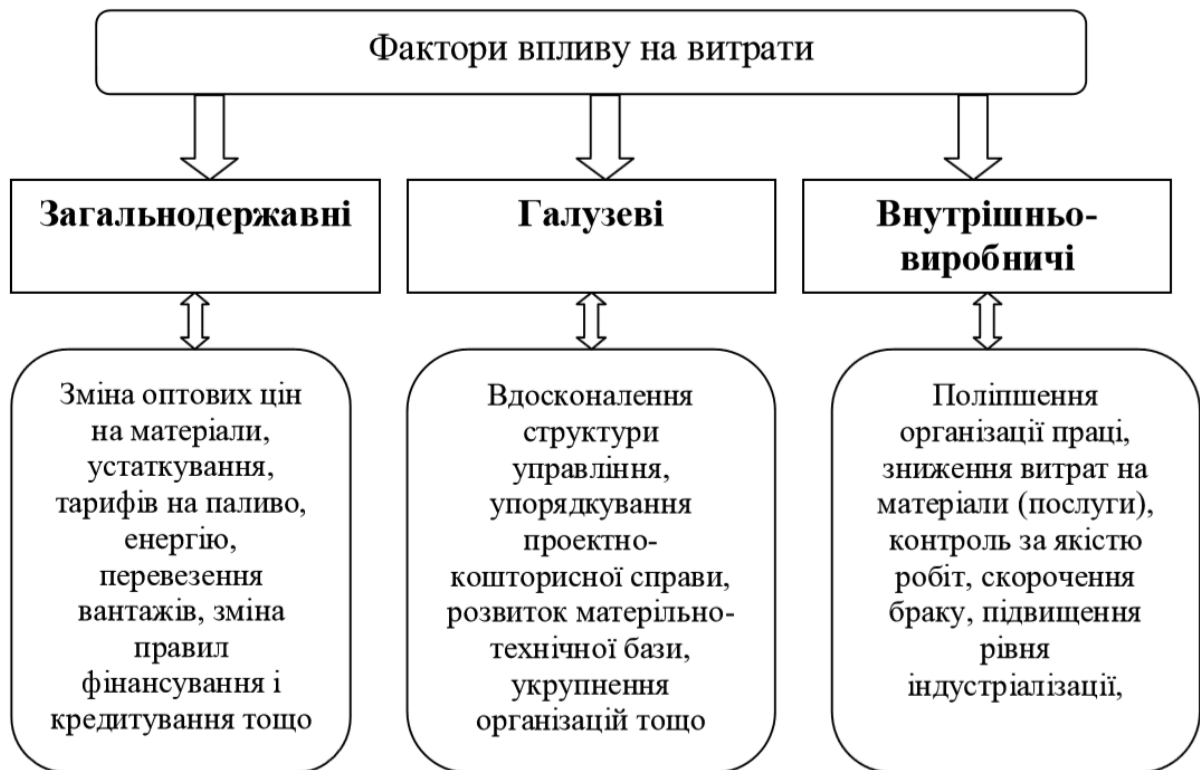 Фактори впливу на витрати
Загальнодержавні
Галузеві
Внутрішньо-
виробничі
Зміна оптових цін
на матеріали,
устаткування,
тарифів на паливо,
енергію,
перевезення
вантажів, зміна
правил
фінансування і
кредитування тощо
Вдосконалення
структури
управління,
упорядкування
проектно-
кошторисної справи,
розвиток матерільно-
технічної бази,
укрупнення
організацій тощо
Поліпшення
організації праці,
зниження витрат на
матеріали (послуги),
контроль за якістю
робіт, скорочення
браку, підвищення
рівня
індустріалізації,